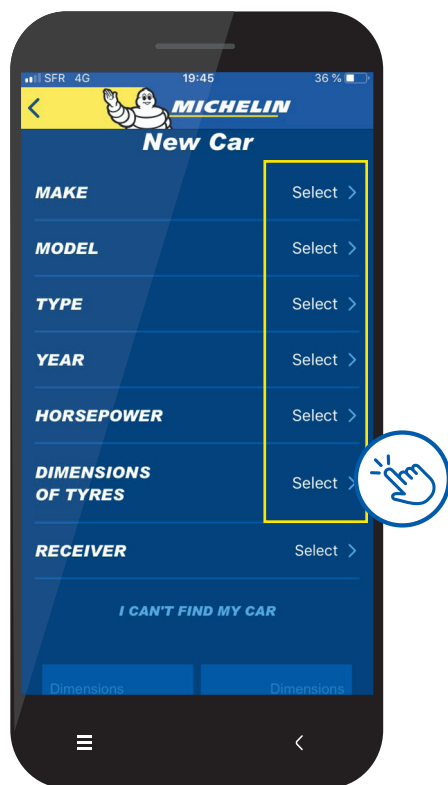 SFR 4G 19:45 36 %
MICHELIN
New Car
MAKE Select
MODEL Select
TYPE Select
YEAR Select
HORSEPOWER Select
DIMENSIONS
OF TYRES Select
RECEIVER Select
I CAN'T FIND MY CAR
Dimensions Dimensions